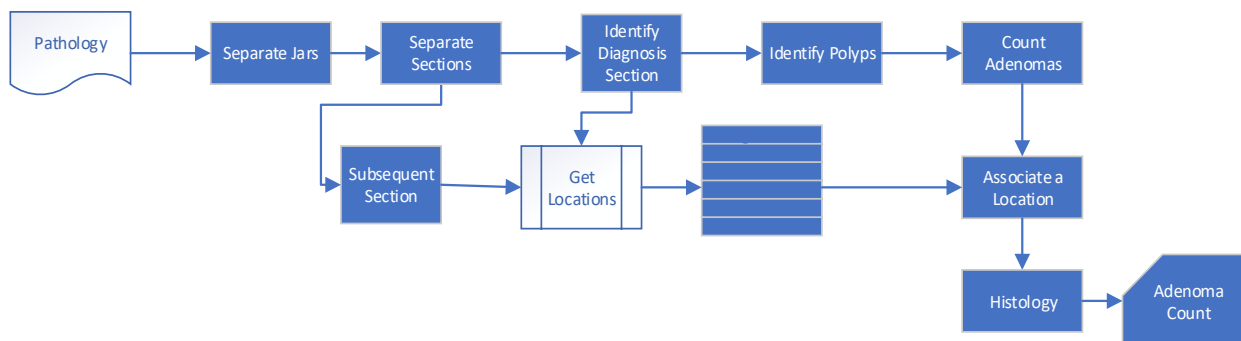 Pathology
Separate Jars
Separate
Sections
Identify
Diagnosis
Section
Identify Polyps
Count
Adenomas
Subsequent
Section
Get
Locations
Associate a
Location
Histology
Adenoma
Count